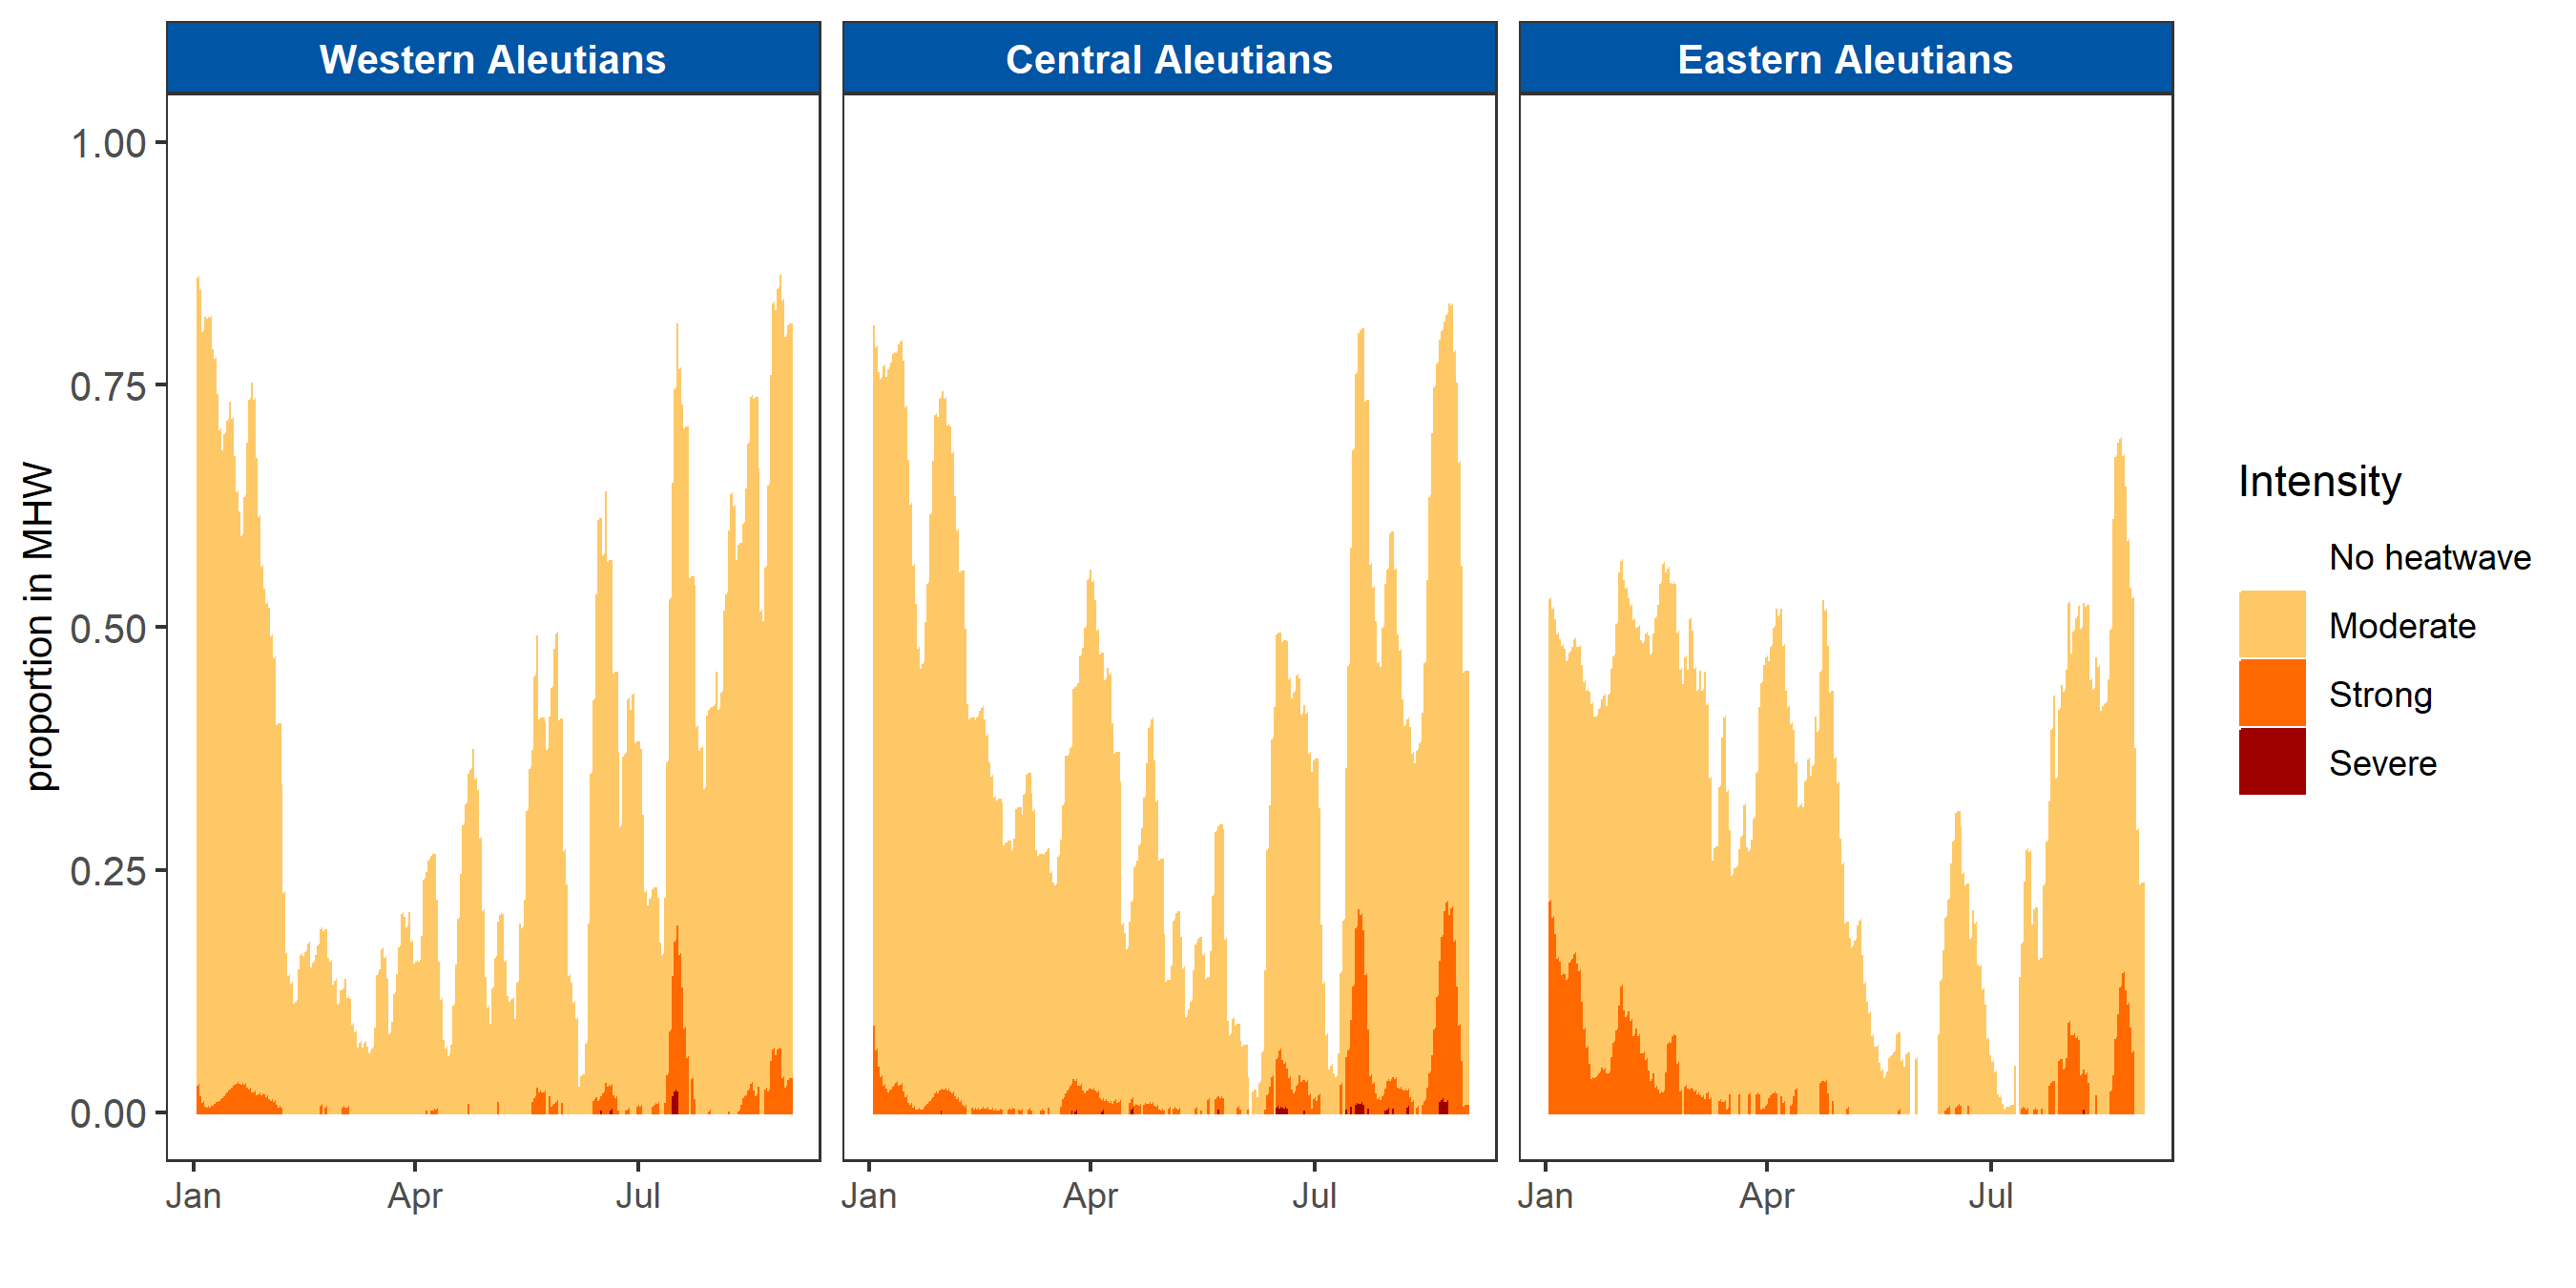 Western Aleutians
Central Aleutians
Eastern Aleutians
proportion in MHW
1.00
0.75
0.50
0.25
0.00
Jan
Apr
Jul
Jan
Apr
Jul
Jan
Apr
Jul
Intensity
No heatwave
Moderate
Strong
Severe